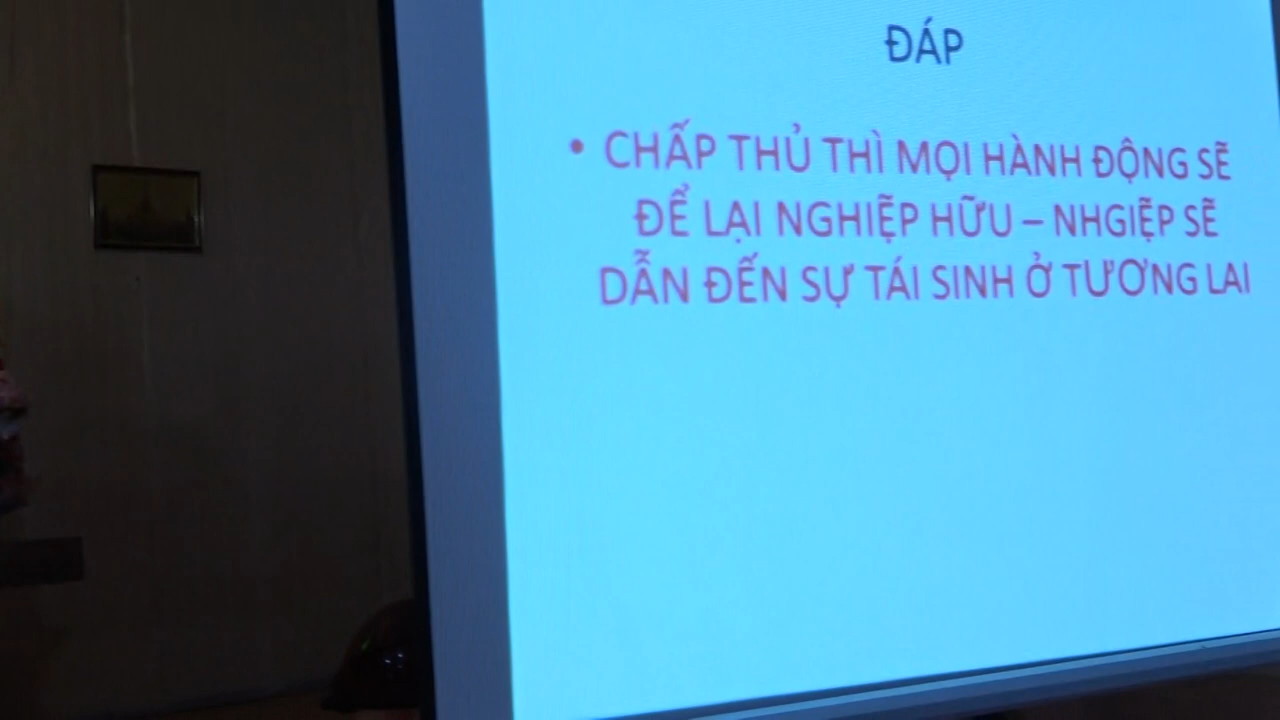 ĐÁP
• CHẤP THỦ THÌ MỌI HÀNH ĐỘNG SẼ
ĐỂ LẠI NGHIỆP HỮU – NHGIỆP SẼ
DẪN ĐẾN SỰ TÁI SINH Ở TƯƠNG LAI